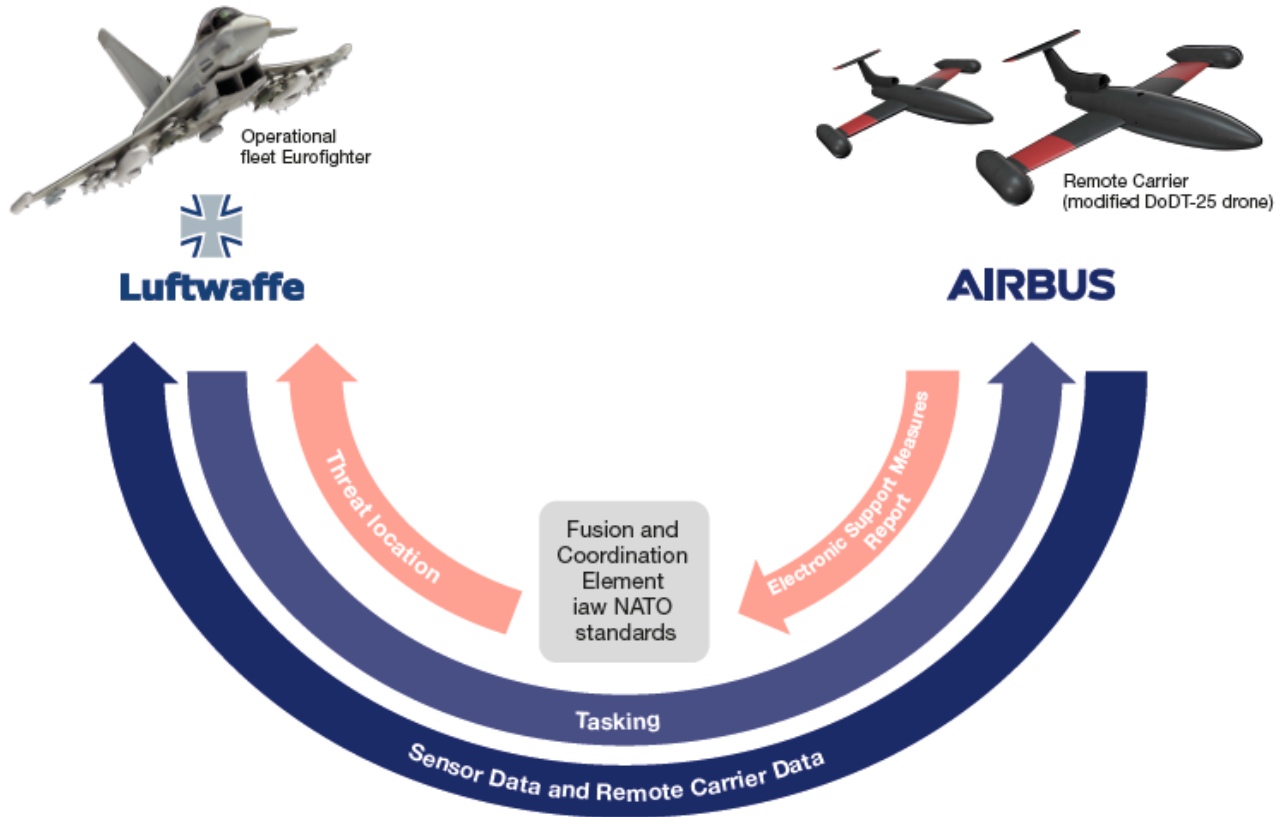 Operational
fleet Eurofighter
Remote Carrier
(modified DoDT-25 drone)
Luftwaffe
AIRBUS
Threat location
Fusion and
Coordination
Element
iaw NATO
standards
Electronic Support Measures
Report
Tasking
Sensor Data and Remote Carrier Data